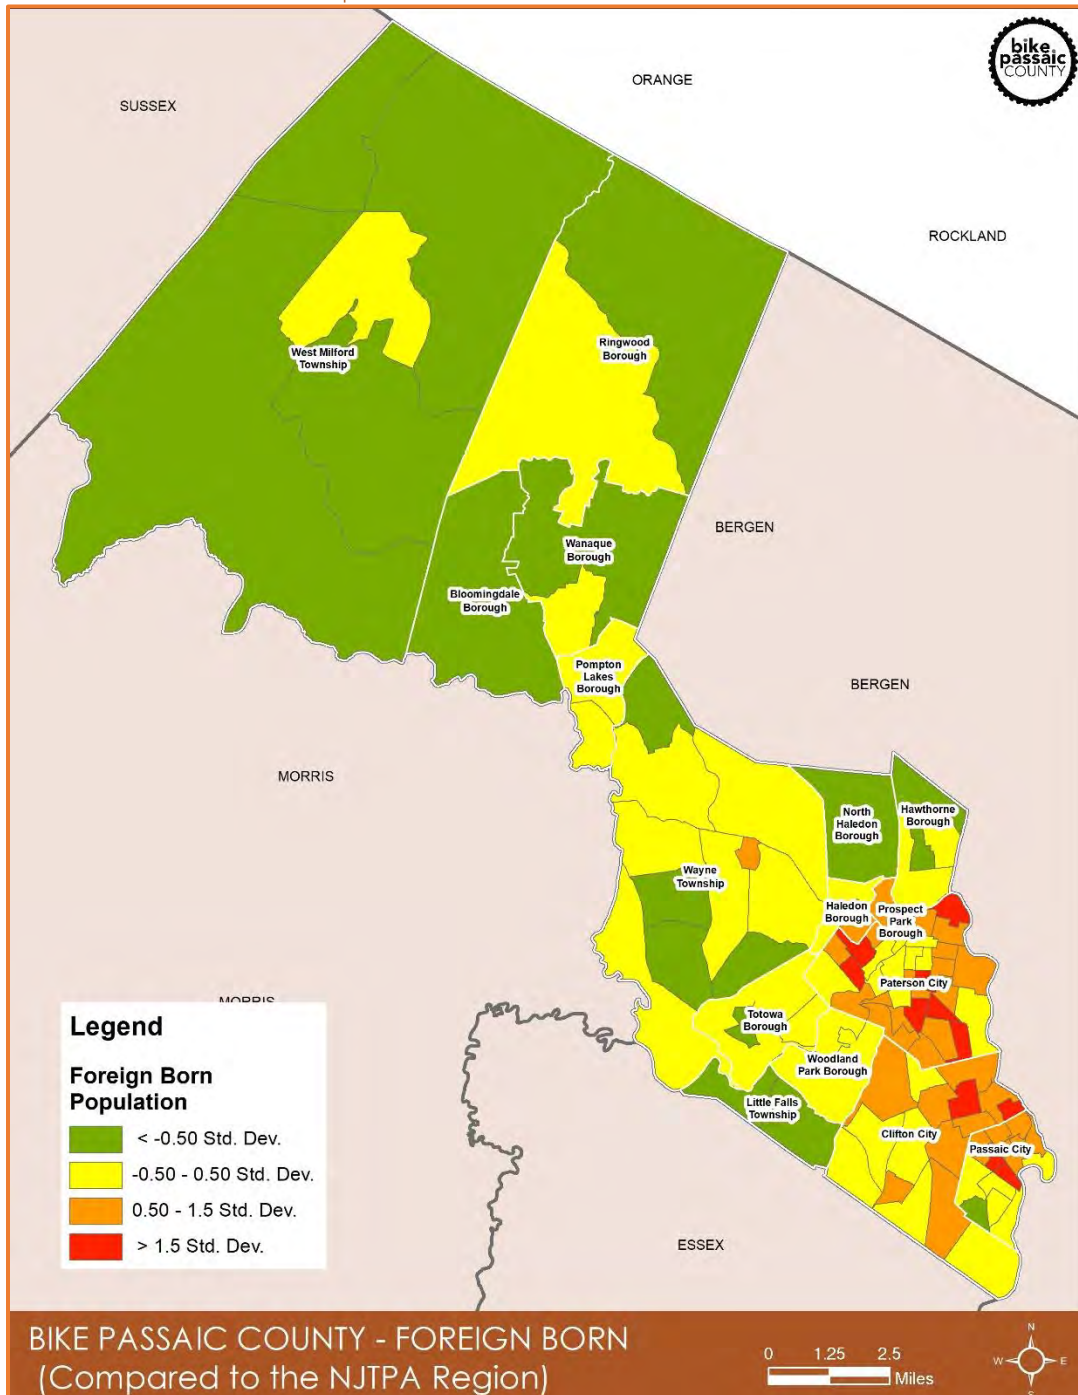 bike
passaic
COUNTY
ORANGE
SUSSEX
ROCKLAND
West Milford
Township
Ringwood
Borough
BERGEN
Wanaque
Borough
Bloomingdale
Borough
Pompton
Lakes
Borough
BERGEN
MORRIS
North
Haledon
Borough
Hawthorne
Borough
Wayne
Township
Haledon
Borough
Prospect
Park
Borough
Paterson City
MORRIS
Totowa
Borough
Woodland
Park Borough
Little Falls
Township
Clifton City
Passaic City
ESSEX
Legend
Foreign Born
Population
< -0.50 Std. Dev.
-0.50 - 0.50 Std. Dev.
0.50 - 1.5 Std. Dev.
> 1.5 Std. Dev.
BIKE PASSAIC COUNTY - FOREIGN BORN
(Compared to the NJTPA Region)
0 1.25 2.5
Miles
N
W E
S